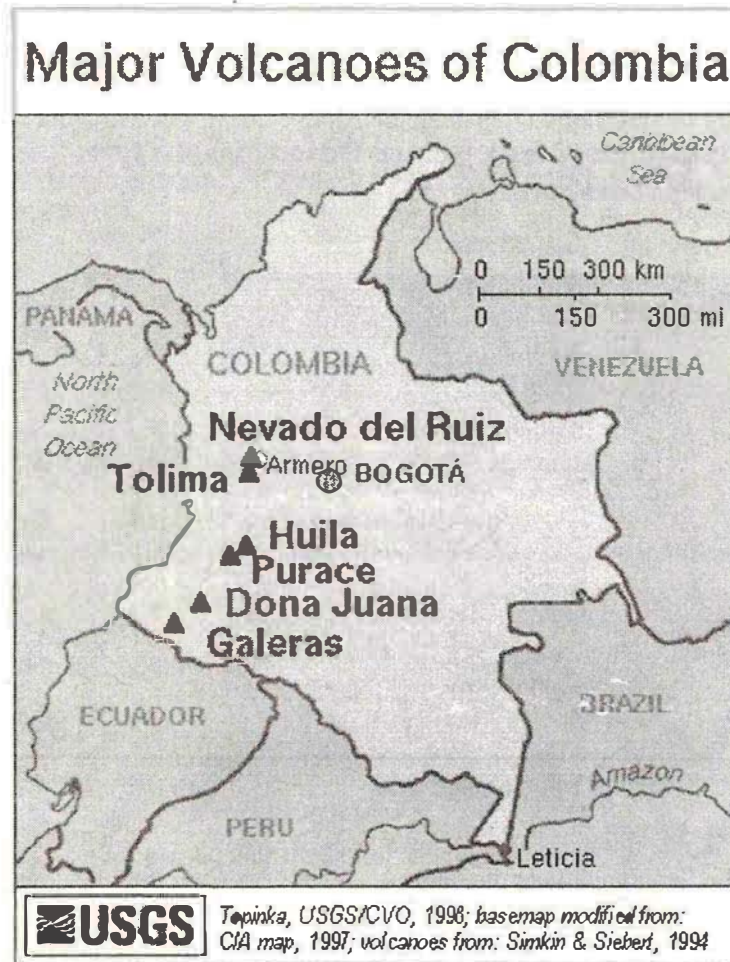 Major Volcanoes of Colombia
Caribbean
Sea
0 150 300 km
0 150 300 mi
PANAMA
COLOMBIA
VENEZUELA
North
Pacific
Ocean
Nevado del Ruiz
Armero
Tolima
BOGOTÁ
Huila
Purace
Dona Juana
Galeras
ECUADOR
BRAZIL
Amazon
PERU
Leticia
USGS
Topinka, USGS/CVO, 1998; basemap modified from:
CIA map, 1997; volcanoes from: Simkin & Siebert, 1994